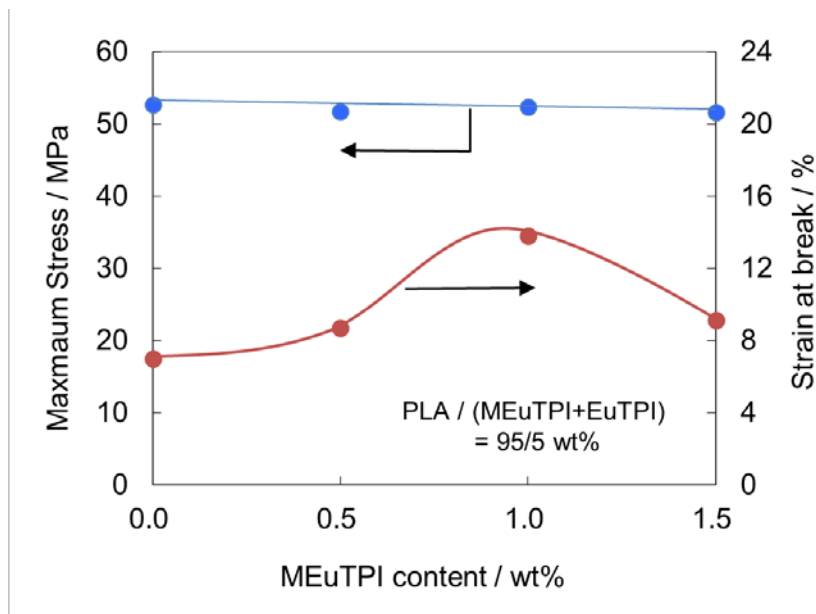 60
50
40
30
20
10
0
Maxmaum Stress / MPa
24
20
16
12
8
4
0
Strain at break / %
PLA / (MEuTPI+EuTPI)
= 95/5 wt%
0.0 0.5 1.0 1.5
MEuTPI content / wt%